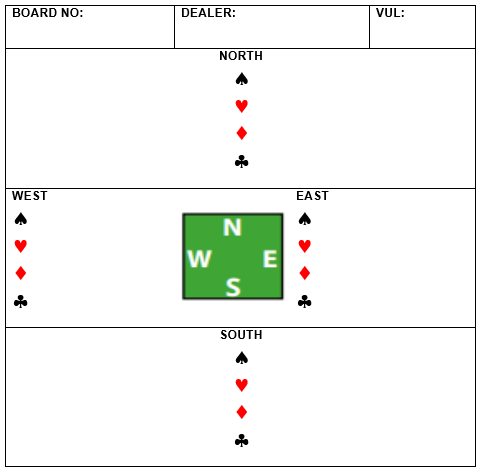 BOARD NO: DEALER: VUL:
NORTH
♠
♥
♦
♣
WEST EAST
♠ ♠
♥ ♥
♦ ♦
♣ ♣
N
W E
S
SOUTH
♠
♥
♦
♣